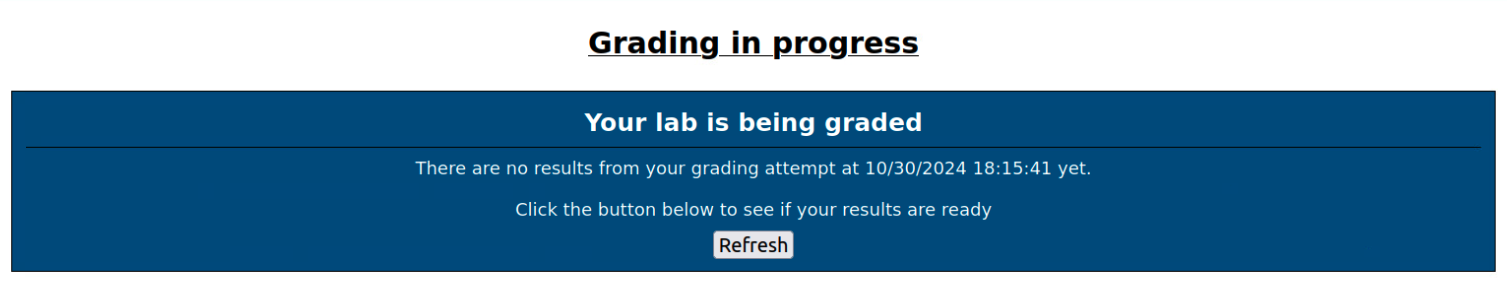 Grading in progress
Your lab is being graded
There are no results from your grading attempt at 10/30/2024 18:15:41 yet.
Click the button below to see if your results are ready
Refresh